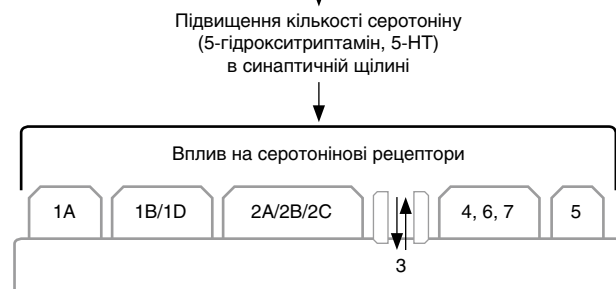 Підвищення кількості серотоніну
(5-гідрокситриптамін, 5-НТ)
в синаптичній щілині
Вплив на серотонінові рецептори
1A 1B/1D 2A/2B/2C 4, 6, 7 5
3